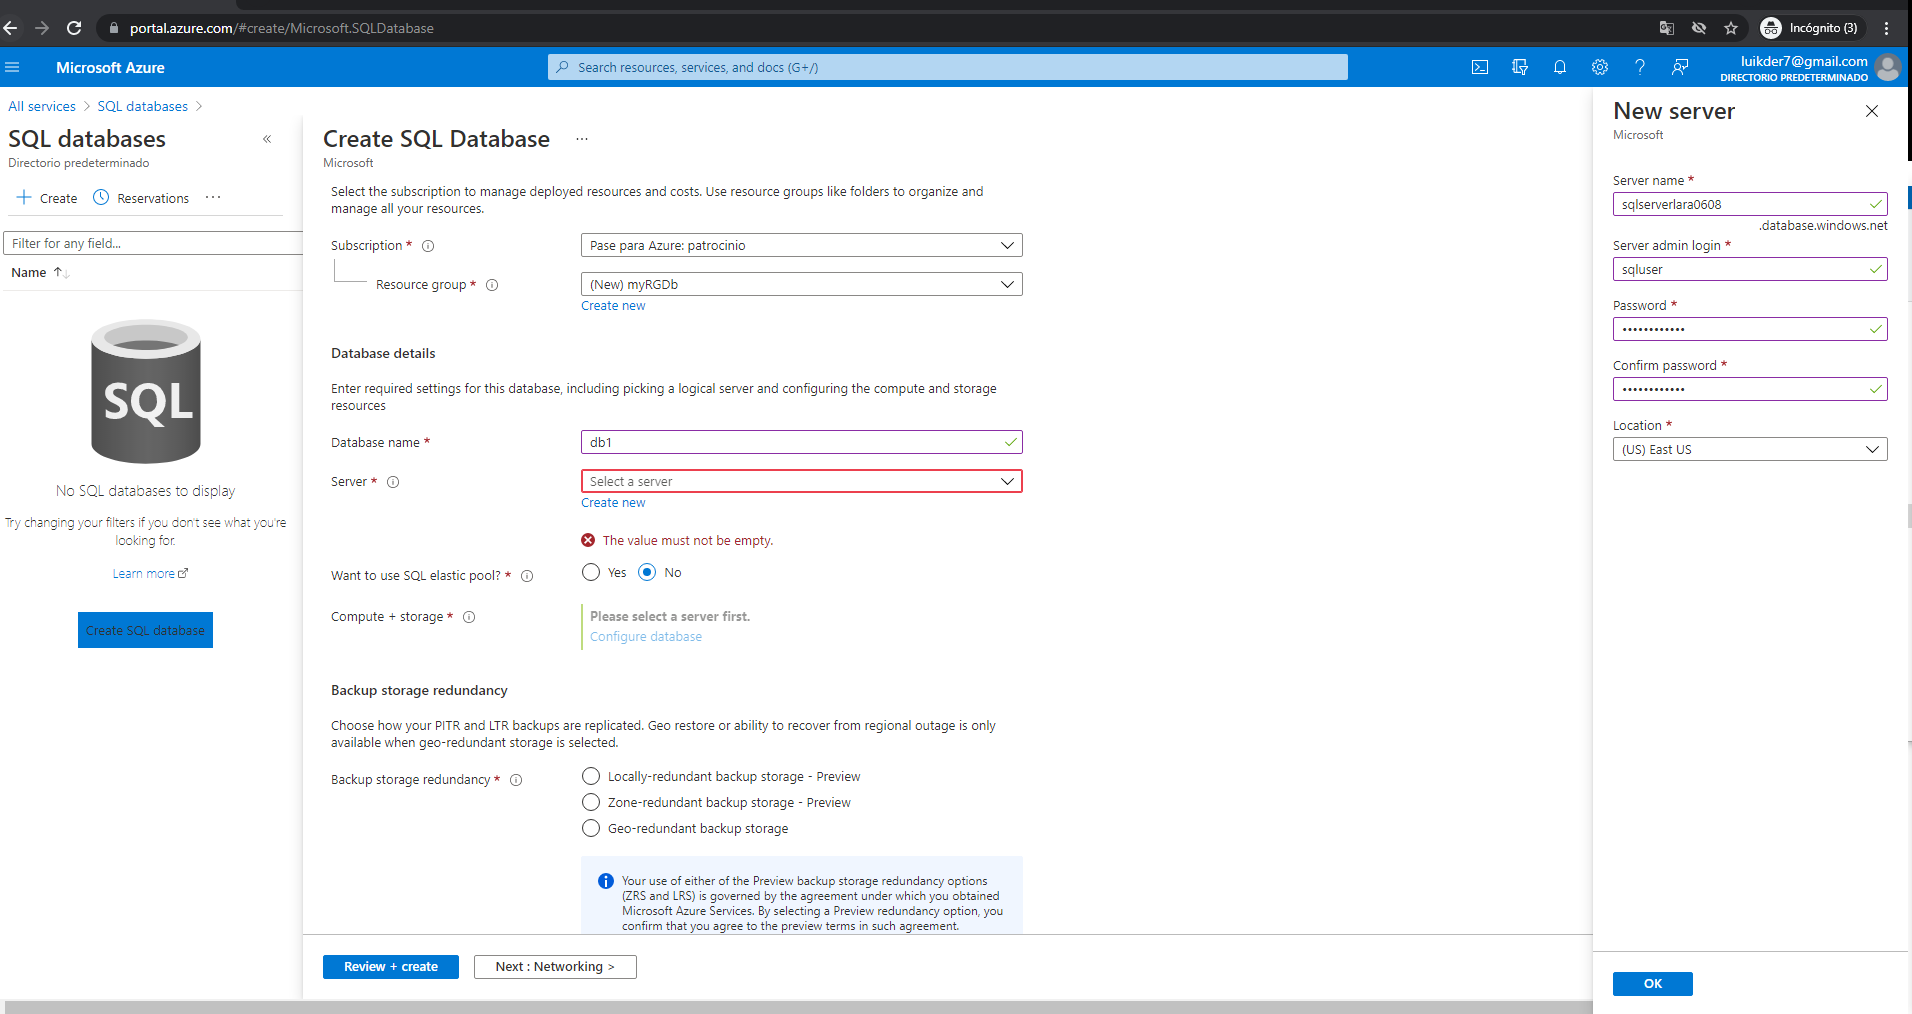 portal.azure.com/#create/Microsoft.SQLDatabase
Incógnito (3)
Microsoft Azure
Search resources, services, and docs (G+/)
luikder7@gmail.com
DIRECTORIO PREDETERMINADO
All services > SQL databases >
SQL databases
Directorio predeterminado
Create
Reservations
Filter for any field...
Name
SQL
No SQL databases to display
Try changing your filters if you don't see what you're
looking for.
Learn more
Create SQL database
Create SQL Database
Microsoft
Select the subscription to manage deployed resources and costs. Use resource groups like folders to organize and
manage all your resources.
Subscription *
Pase para Azure: patrocinio
Resource group *
(New) myRGDb
Create new
Database details
Enter required settings for this database, including picking a logical server and configuring the compute and storage
resources
Database name *
db1
Server *
Select a server
Create new
The value must not be empty.
Want to use SQL elastic pool? *
Yes
No
Compute + storage *
Please select a server first.
Configure database
Backup storage redundancy
Choose how your PITR and LTR backups are replicated. Geo restore or ability to recover from regional outage is only
available when geo-redundant storage is selected.
Backup storage redundancy *
Locally-redundant backup storage - Preview
Zone-redundant backup storage - Preview
Geo-redundant backup storage
Your use of either of the Preview backup storage redundancy options
(ZRS and LRS) is governed by the agreement under which you obtained
Microsoft Azure Services. By selecting a Preview redundancy option, you
confirm that you agree to the preview terms in such agreement.
Review + create
Next : Networking >
New server
Microsoft
Server name *
sqlserverlara0608
.database.windows.net
Server admin login *
sqluser
Password *
••••••••••••
Confirm password *
••••••••••••
Location *
(US) East US
OK